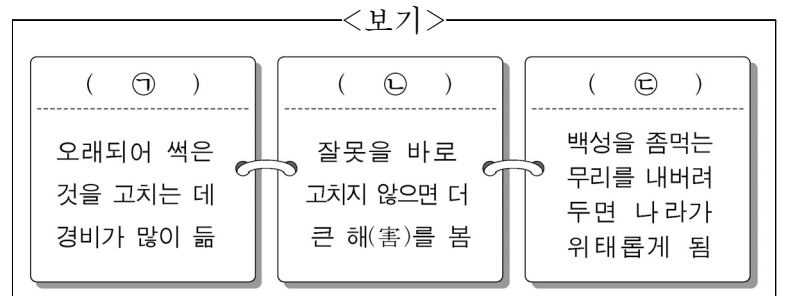 <보기>
( ㉠ )
오래되어 썩은
것을 고치는 데
경비가 많이 듦
( ㉡ )
잘못을 바로
고치지 않으면 더
큰 해(害)를 봄
( ㉢ )
백성을 좀먹는
무리를 내버려
두면 나라가
위태롭게 됨